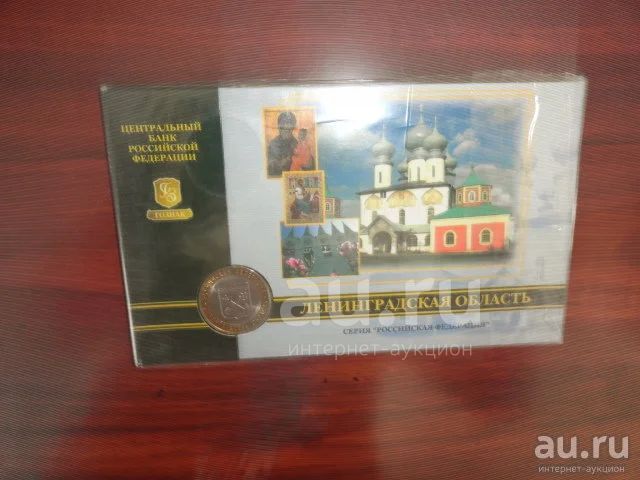 ЦЕНТРАЛЬНЫЙ
БАНК
РОССИЙСКОЙ
ФЕДЕРАЦИИ
ГОЗНАК
ЛЕНИНГРАДСКАЯ ОБЛАСТЬ
СЕРИЯ "РОССИЙСКАЯ ФЕДЕРАЦИЯ"
au.ru
интернет-аукцион
au.ru
интернет-аукцион